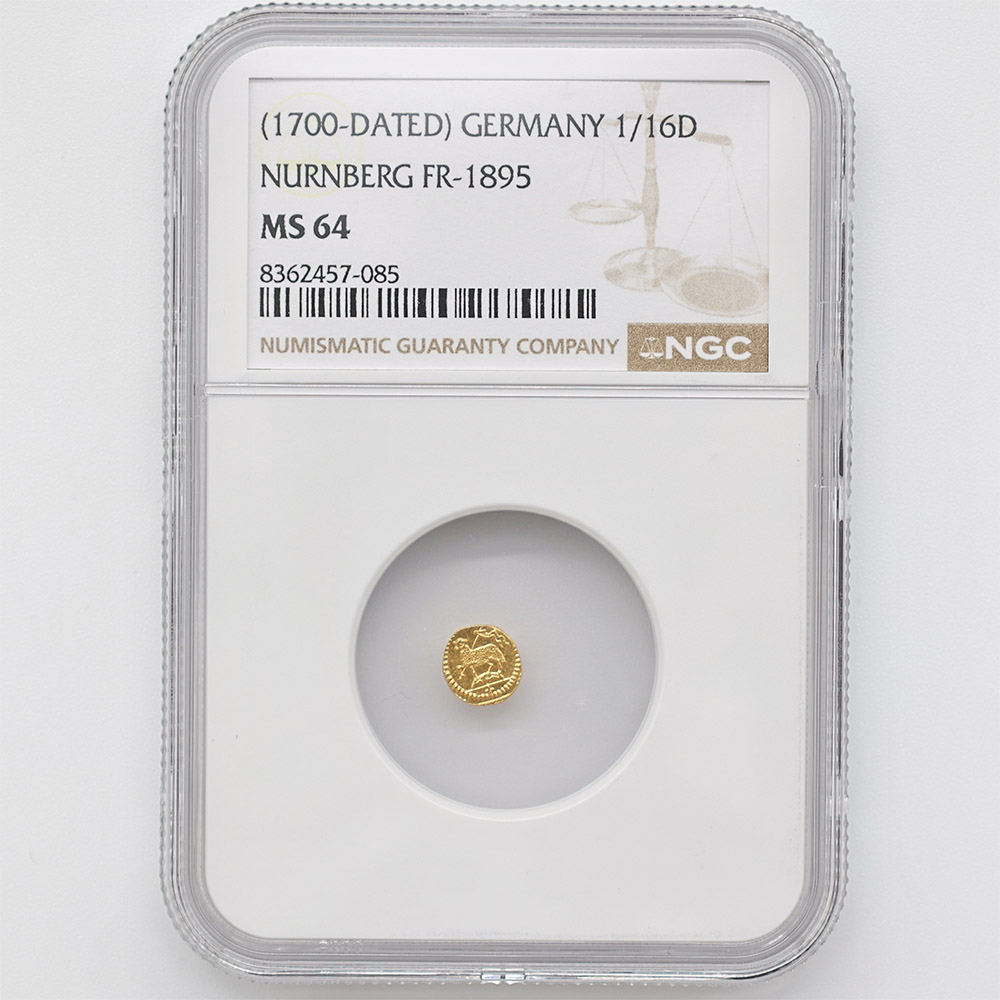 (1700-DATED) GERMANY 1/16D
NURNBERG FR-1895
MS 64
8362457-085
NUMISMATIC GUARANTY COMPANY NGC